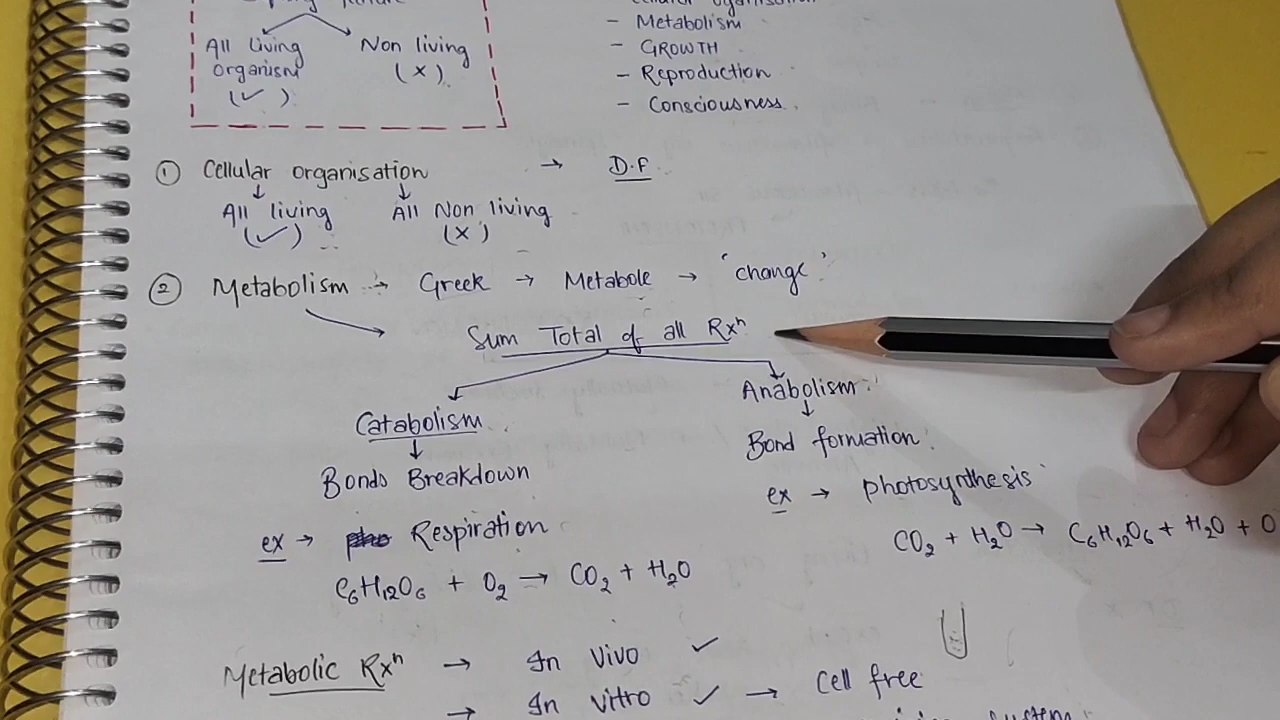 All Living Non living
organism (×)
(✓)
- Metabolism
- GROWTH
- Reproduction
- Consciousness.
① Cellular organisation → D.F
↓ ↓
All living All Non living
(✓) (×)
② Metabolism → Greek → Metabole → 'change'
Sum Total of all Rxⁿ
Catabolism Anabolism
↓ ↓
Bonds Breakdown Bond formation
ex → Respiration ex → photosynthesis
C₆H₁₂O₆ + O₂ → CO₂ + H₂O CO₂ + H₂O → C₆H₁₂O₆ + H₂O + O
Metabolic Rxⁿ → In Vivo ✓
→ In vitro ✓ → Cell free
system